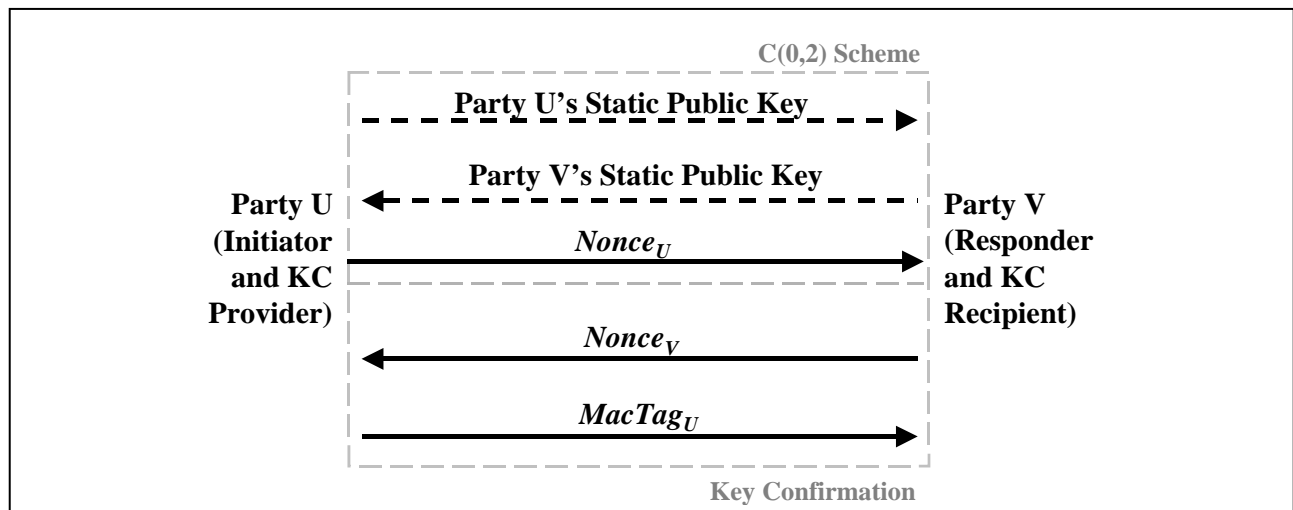 C(0,2) Scheme
Party U's Static Public Key
Party V’s Static Public Key
Party U
(Initiator
and KC
Provider)
Nonce_U
Party V
(Responder
and KC
Recipient)
Nonce_V
MacTag_U
Key Confirmation